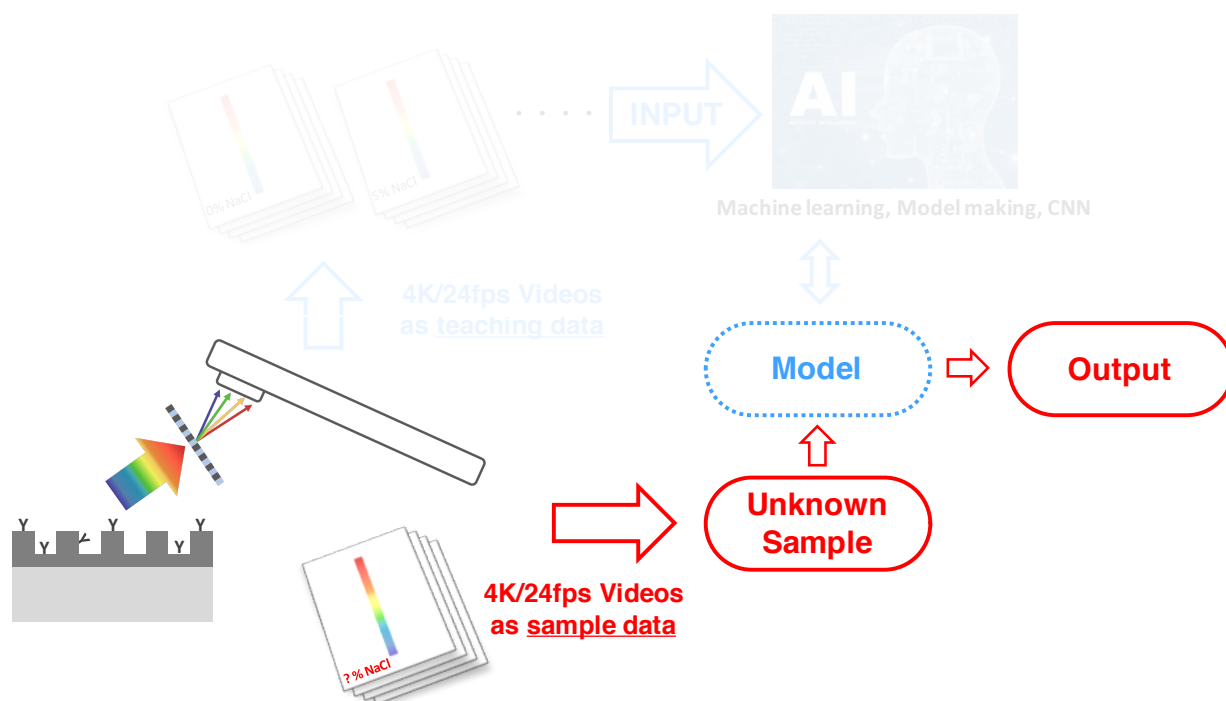 0% NaCl
5% NaCl
. . . .
INPUT
AI
Machine learning, Model making, CNN
4K/24fps Videos
as teaching data
Model
Output
Unknown
Sample
4K/24fps Videos
as sample data
? % NaCl
Y
Y
Y
Y
Y
Y